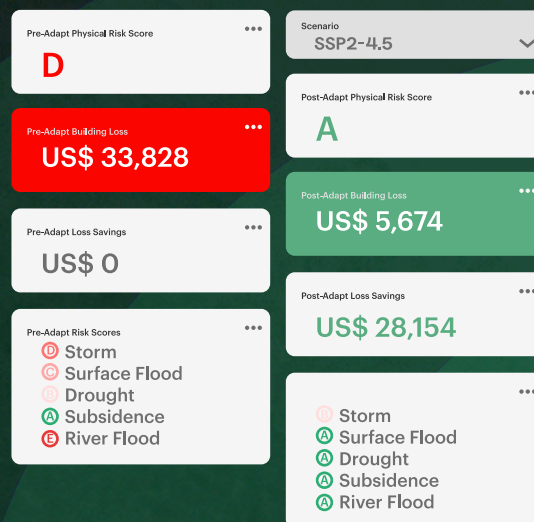 Pre-Adapt Physical Risk Score
D
Pre-Adapt Building Loss
US$ 33,828
Pre-Adapt Loss Savings
US$ 0
Pre-Adapt Risk Scores
D Storm
C Surface Flood
B Drought
A Subsidence
E River Flood
Scenario
SSP2-4.5
Post-Adapt Physical Risk Score
A
Post-Adapt Building Loss
US$ 5,674
Post-Adapt Loss Savings
US$ 28,154
B Storm
A Surface Flood
A Drought
A Subsidence
A River Flood